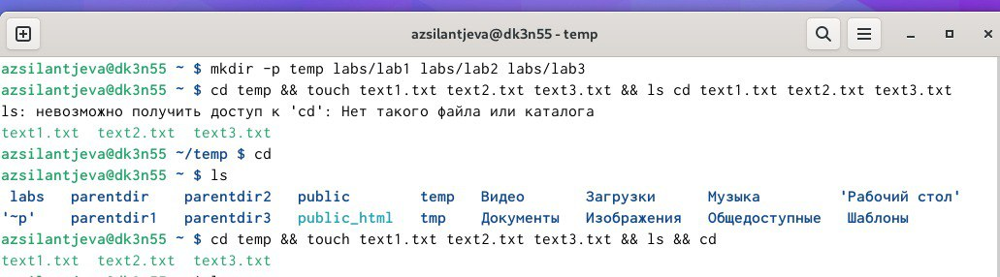 azsilantjeva@dk3n55 - temp
azsilantjeva@dk3n55 ~ $ mkdir -p temp labs/lab1 labs/lab2 labs/lab3
azsilantjeva@dk3n55 ~ $ cd temp && touch text1.txt text2.txt text3.txt && ls cd text1.txt text2.txt text3.txt
ls: невозможно получить доступ к 'cd': Нет такого файла или каталога
text1.txt  text2.txt  text3.txt
azsilantjeva@dk3n55 ~/temp $ cd
azsilantjeva@dk3n55 ~ $ ls
 labs   parentdir    parentdir2   public        temp   Видео       Загрузки      Музыка          'Рабочий стол'
'~p'    parentdir1   parentdir3   public_html   tmp    Документы   Изображения   Общедоступные   Шаблоны
azsilantjeva@dk3n55 ~ $ cd temp && touch text1.txt text2.txt text3.txt && ls && cd
text1.txt  text2.txt  text3.txt